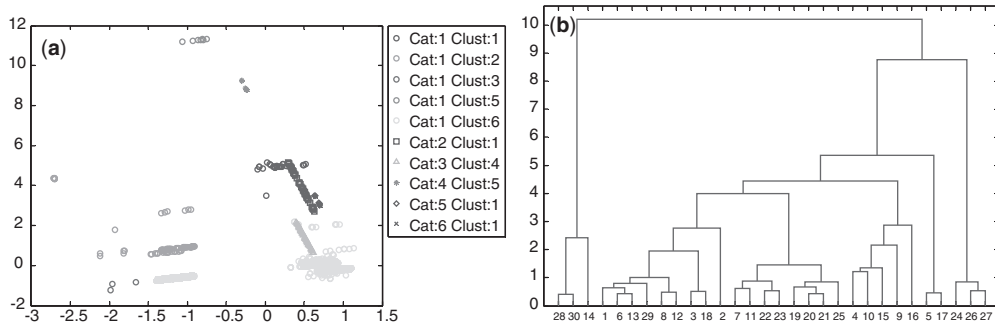 (a)
12
10
8
6
4
2
0
-2
-3 -2.5 -2 -1.5 -1 -0.5 0 0.5 1 1.5
Cat:1 Clust:1
Cat:1 Clust:2
Cat:1 Clust:3
Cat:1 Clust:5
Cat:1 Clust:6
Cat:2 Clust:1
Cat:3 Clust:4
Cat:4 Clust:5
Cat:5 Clust:1
Cat:6 Clust:1
(b)
10
9
8
7
6
5
4
3
2
1
0
28 30 14 1 6 13 29 8 12 3 18 2 7 11 22 23 19 20 21 25 4 10 15 9 16 5 17 24 26 27